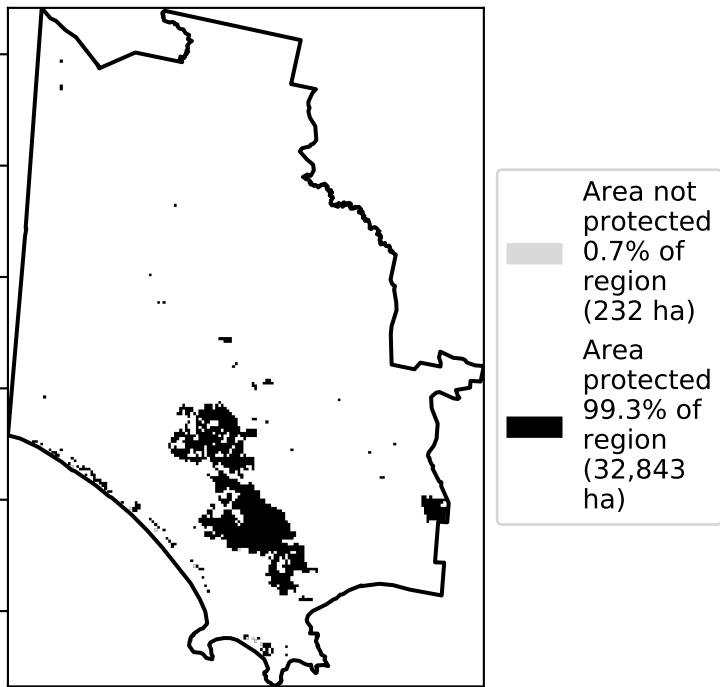 Area not
protected
0.7% of
region
(232 ha)
Area
protected
99.3% of
region
(32,843
ha)